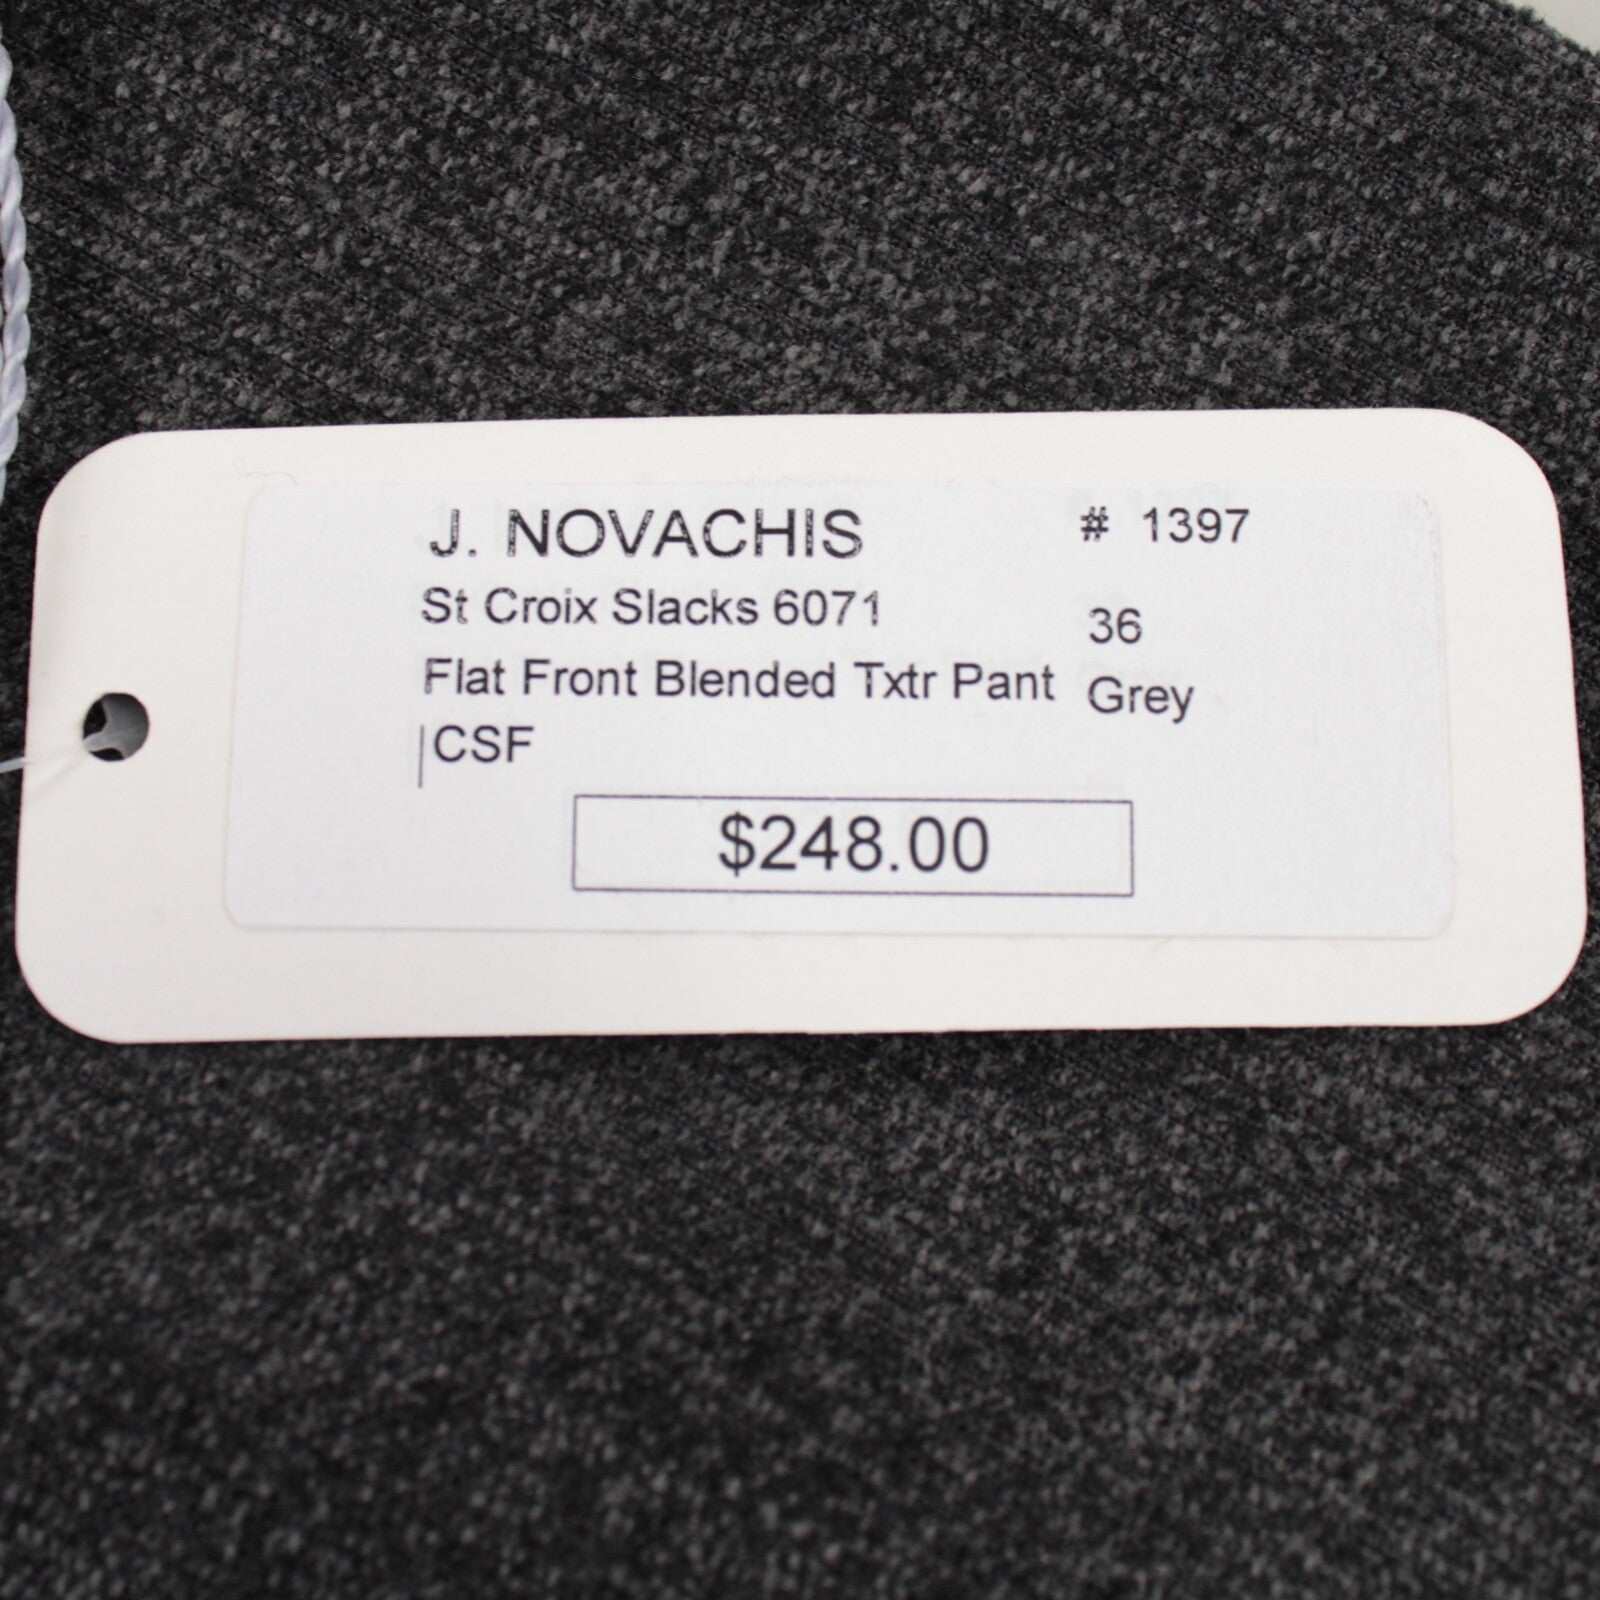 J. NOVACHIS # 1397
St Croix Slacks 6071 36
Flat Front Blended Txtr Pant Grey
|CSF
$248.00